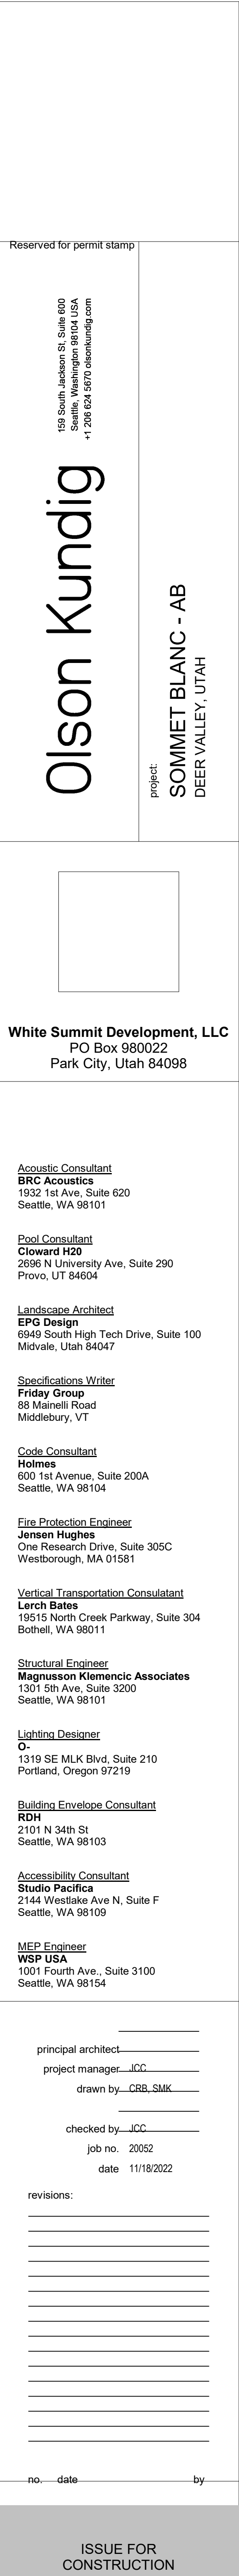 Reserved for permit stamp
159 South Jackson St, Suite 600
Seattle, Washington 98104 USA
+1 206 624 5670 olsonkundig.com
Olson Kundig
project:
SOMMET BLANC - AB
DEER VALLEY, UTAH
White Summit Development, LLC
PO Box 980022
Park City, Utah 84098
Acoustic Consultant
BRC Acoustics
1932 1st Ave, Suite 620
Seattle, WA 98101
Pool Consultant
Cloward H20
2696 N University Ave, Suite 290
Provo, UT 84604
Landscape Architect
EPG Design
6949 South High Tech Drive, Suite 100
Midvale, Utah 84047
Specifications Writer
Friday Group
88 Mainelli Road
Middlebury, VT
Code Consultant
Holmes
600 1st Avenue, Suite 200A
Seattle, WA 98104
Fire Protection Engineer
Jensen Hughes
One Research Drive, Suite 305C
Westborough, MA 01581
Vertical Transportation Consulatant
Lerch Bates
19515 North Creek Parkway, Suite 304
Bothell, WA 98011
Structural Engineer
Magnusson Klemencic Associates
1301 5th Ave, Suite 3200
Seattle, WA 98101
Lighting Designer
O-
1319 SE MLK Blvd, Suite 210
Portland, Oregon 97219
Building Envelope Consultant
RDH
2101 N 34th St
Seattle, WA 98103
Accessibility Consultant
Studio Pacifica
2144 Westlake Ave N, Suite F
Seattle, WA 98109
MEP Engineer
WSP USA
1001 Fourth Ave., Suite 3100
Seattle, WA 98154
principal architect
project manager JCC
drawn by CRB, SMK
checked by JCC
job no. 20052
date 11/18/2022
revisions:
no. date by
ISSUE FOR
CONSTRUCTION